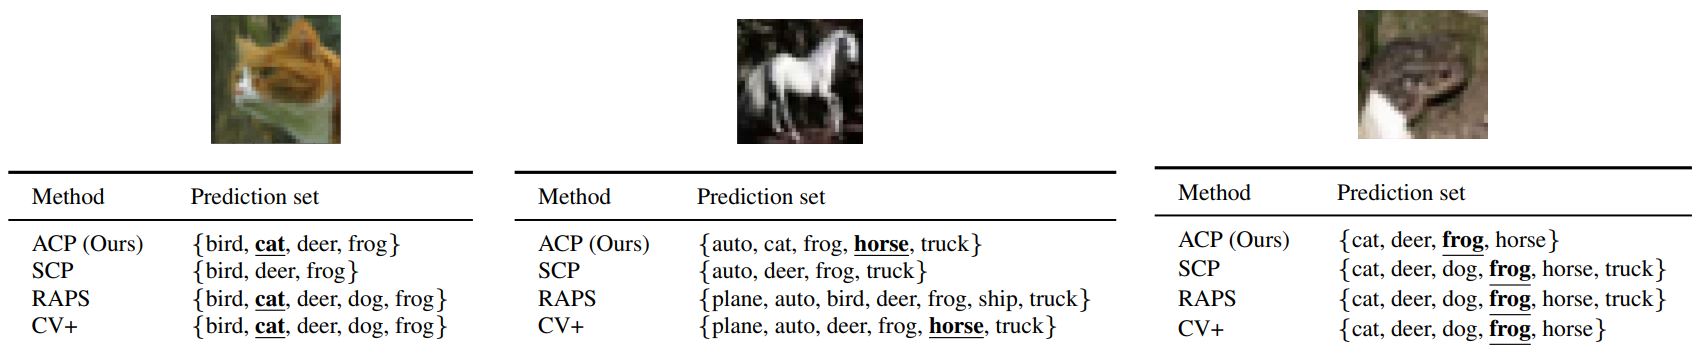 Method Prediction set
ACP (Ours) {bird, cat, deer, frog}
SCP {bird, deer, frog}
RAPS {bird, cat, deer, dog, frog}
CV+ {bird, cat, deer, dog, frog}
Method Prediction set
ACP (Ours) {auto, cat, frog, horse, truck}
SCP {auto, deer, frog, truck}
RAPS {plane, auto, bird, deer, frog, ship, truck}
CV+ {plane, auto, deer, frog, horse, truck}
Method Prediction set
ACP (Ours) {cat, deer, frog, horse}
SCP {cat, deer, dog, frog, horse, truck}
RAPS {cat, deer, dog, frog, horse, truck}
CV+ {cat, deer, dog, frog, horse}